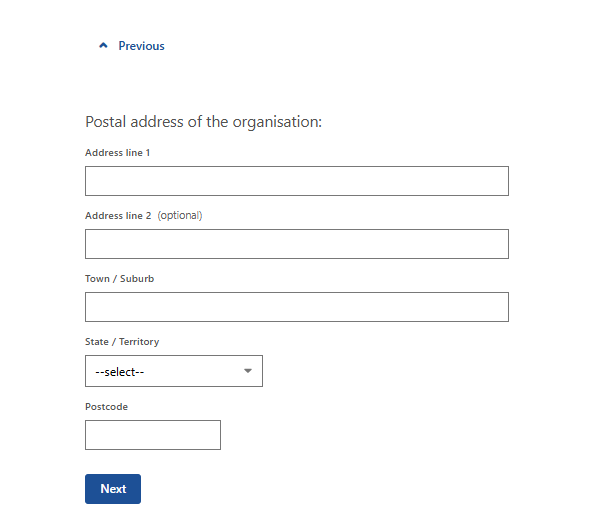 Previous
Postal address of the organisation:
Address line 1
Address line 2 (optional)
Town / Suburb
State / Territory
--select--
Postcode
Next